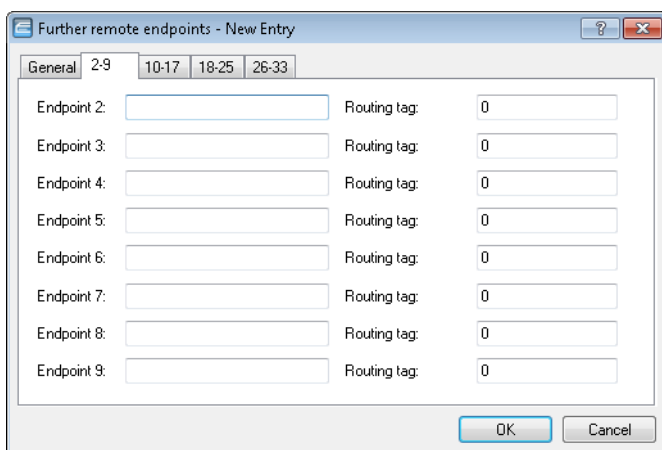 Further remote endpoints - New Entry
General 2-9 10-17 18-25 26-33
Endpoint 2: Routing tag: 0
Endpoint 3: Routing tag: 0
Endpoint 4: Routing tag: 0
Endpoint 5: Routing tag: 0
Endpoint 6: Routing tag: 0
Endpoint 7: Routing tag: 0
Endpoint 8: Routing tag: 0
Endpoint 9: Routing tag: 0
OK Cancel